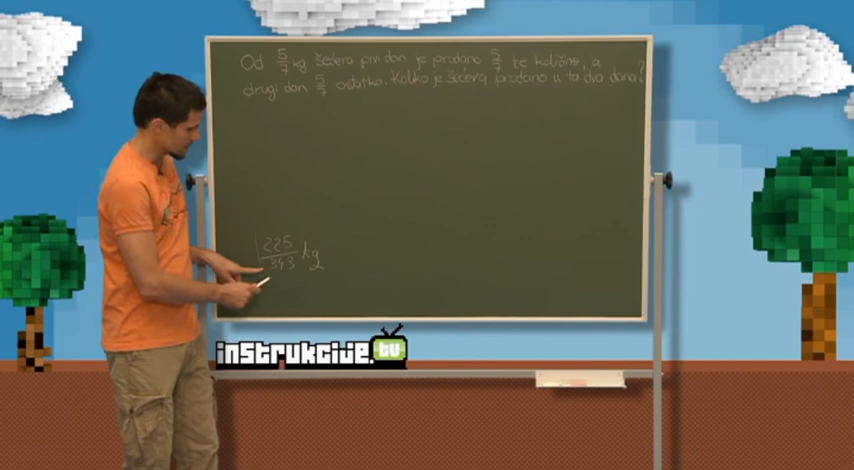 Od 5/7 kg šećera prvi dan je prodano 5/7 te količine, a
drugi dan 5/7 ostatka. Koliko je šećera prodano u ta dva dana?
225/343 kg
instrukcije.tv